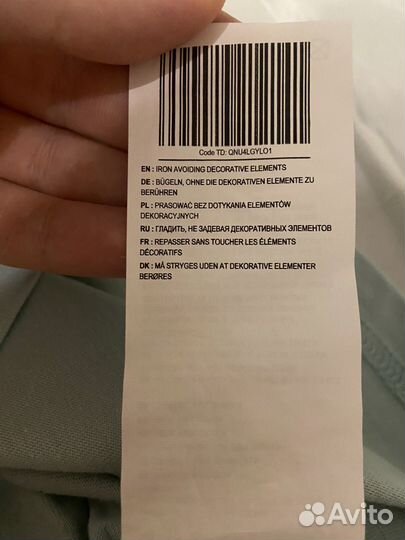 Code TD: QNU4LGYLO1
EN : IRON AVOIDING DECORATIVE ELEMENTS
DE : BÜGELN, OHNE DIE DEKORATIVEN ELEMENTE ZU
BERÜHREN
PL : PRASOWAĆ BEZ DOTYKANIA ELEMENTÓW
DEKORACYJNYCH
RU : ГЛАДИТЬ, НЕ ЗАДЕВАЯ ДЕКОРАТИВНЫХ ЭЛЕМЕНТОВ
FR : REPASSER SANS TOUCHER LES ÉLÉMENTS
DÉCORATIFS
DK : MÅ STRYGES UDEN AT DEKORATIVE ELEMENTER
BERØRES
Avito